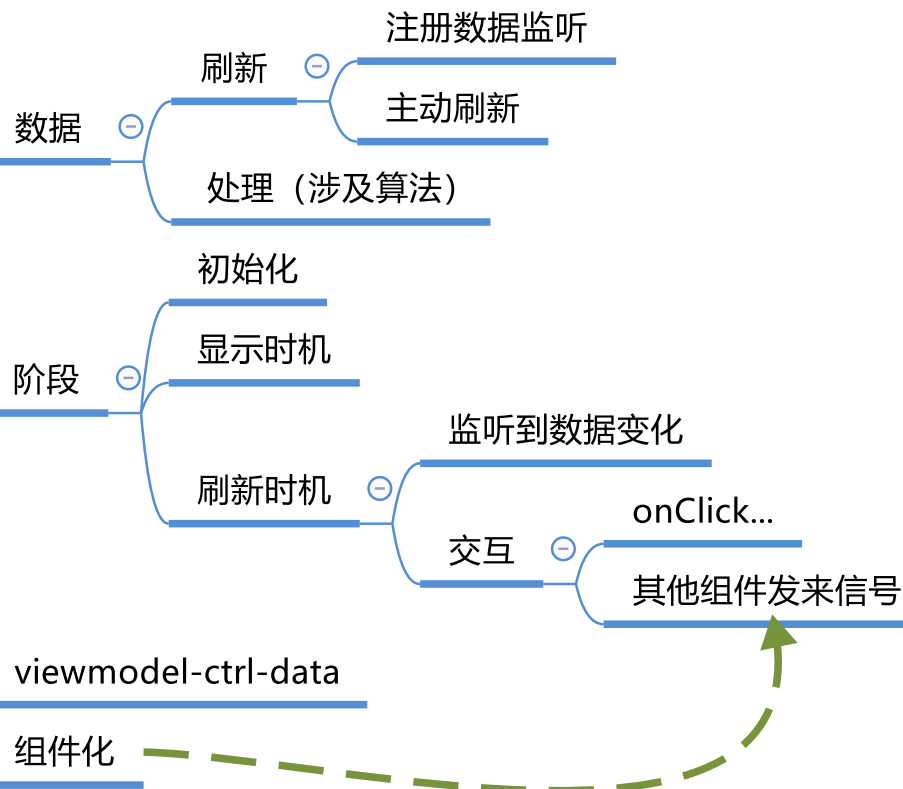 注册数据监听
刷新
主动刷新
数据
处理（涉及算法）
初始化
显示时机
阶段
监听到数据变化
刷新时机
onClick...
交互
其他组件发来信号
viewmodel-ctrl-data
组件化